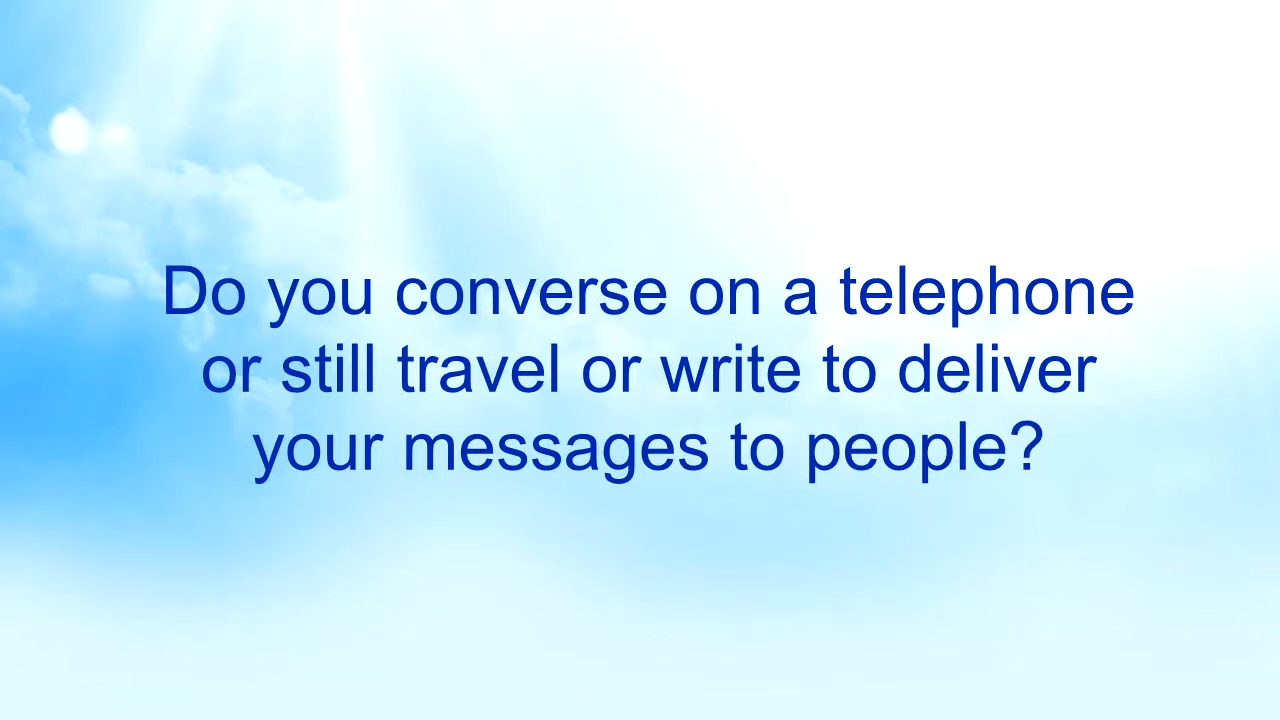 Do you converse on a telephone
or still travel or write to deliver
your messages to people?